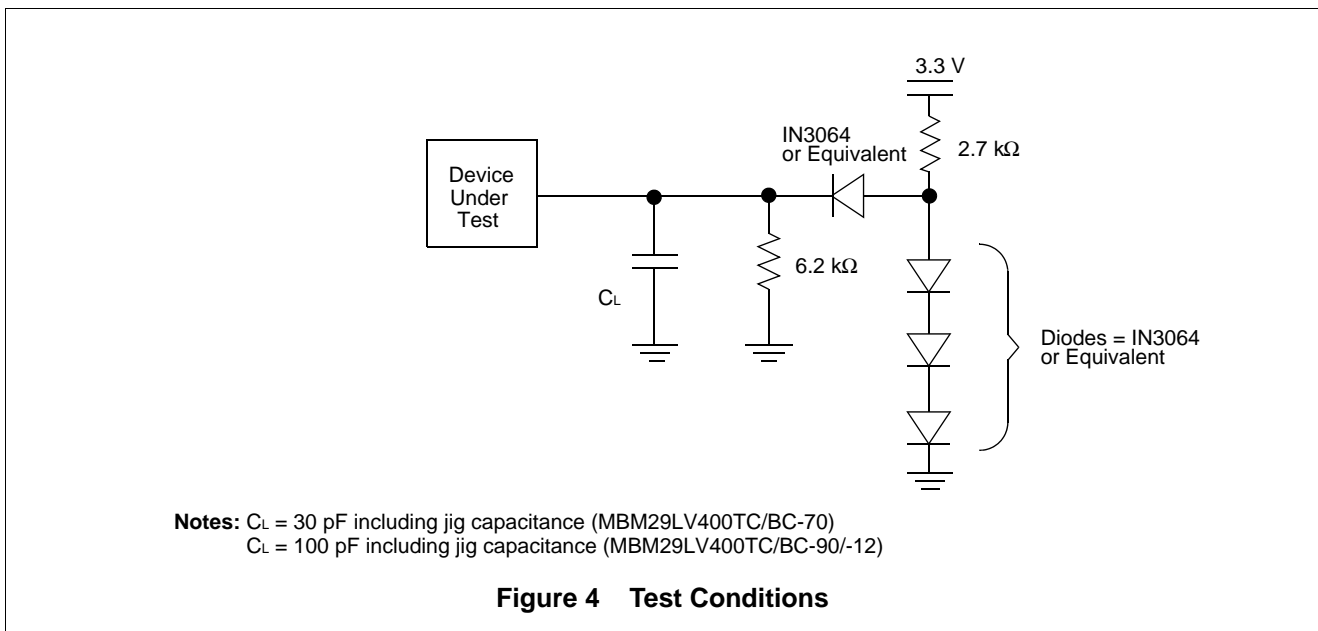 3.3 V
IN3064
or Equivalent
2.7 kΩ
Device
Under
Test
6.2 kΩ
CL
Diodes = IN3064
or Equivalent
Notes: CL = 30 pF including jig capacitance (MBM29LV400TC/BC-70)
CL = 100 pF including jig capacitance (MBM29LV400TC/BC-90/-12)
Figure 4 Test Conditions